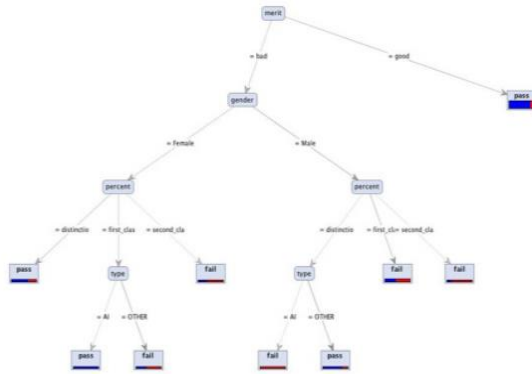 merit
= bad
= good
gender
pass
= Female
= Male
percent
percent
= distinctio
= first_clas
= second_cla
= distinctio
= first_cl
= second_cla
pass
type
fail
type
fail
fail
= AI
= OTHER
= AI
= OTHER
pass
fail
fail
pass